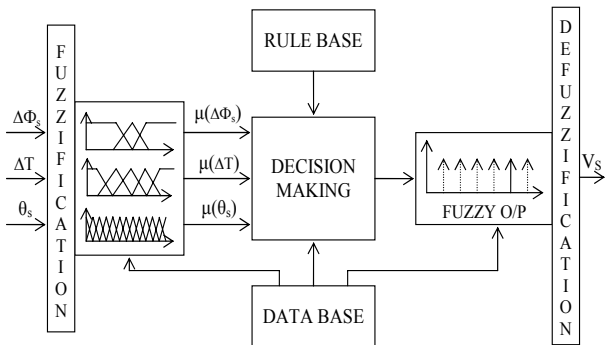 FUZZIFICATION
ΔΦs
ΔT
θs
μ(ΔΦs)
μ(ΔT)
μ(θs)
RULE BASE
DECISION
MAKING
DATA BASE
FUZZY O/P
DEFUZZIFICATION
VS